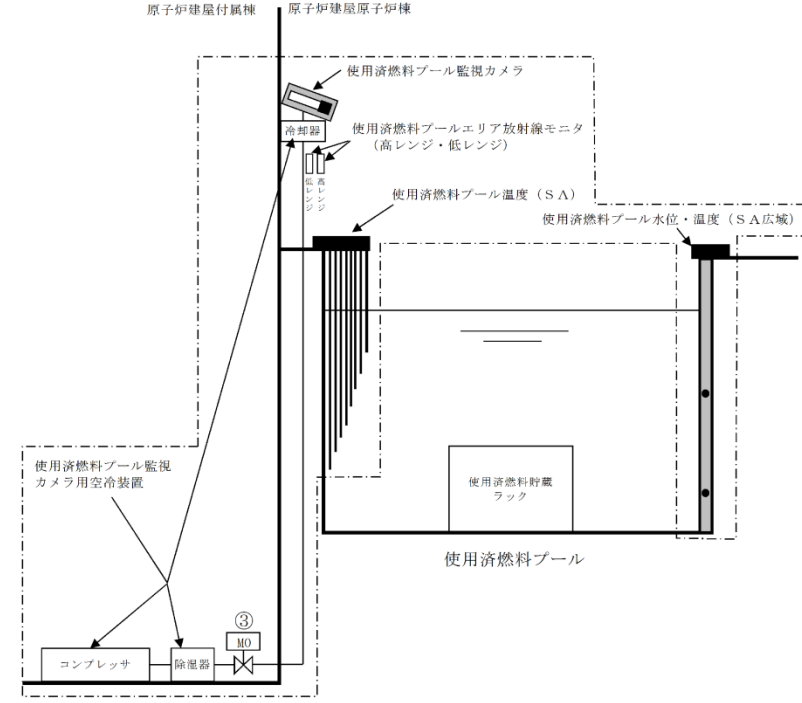 原子炉建屋付属棟
原子炉建屋原子炉棟
使用済燃料プール監視カメラ
冷却器
使用済燃料プールエリア放射線モニタ
（高レンジ・低レンジ）
低レンジ
高レンジ
使用済燃料プール温度（ＳＡ）
使用済燃料プール水位・温度（ＳＡ広域）
使用済燃料プール監視
カメラ用空冷装置
使用済燃料貯蔵
ラック
使用済燃料プール
③
MO
コンプレッサ
除湿器